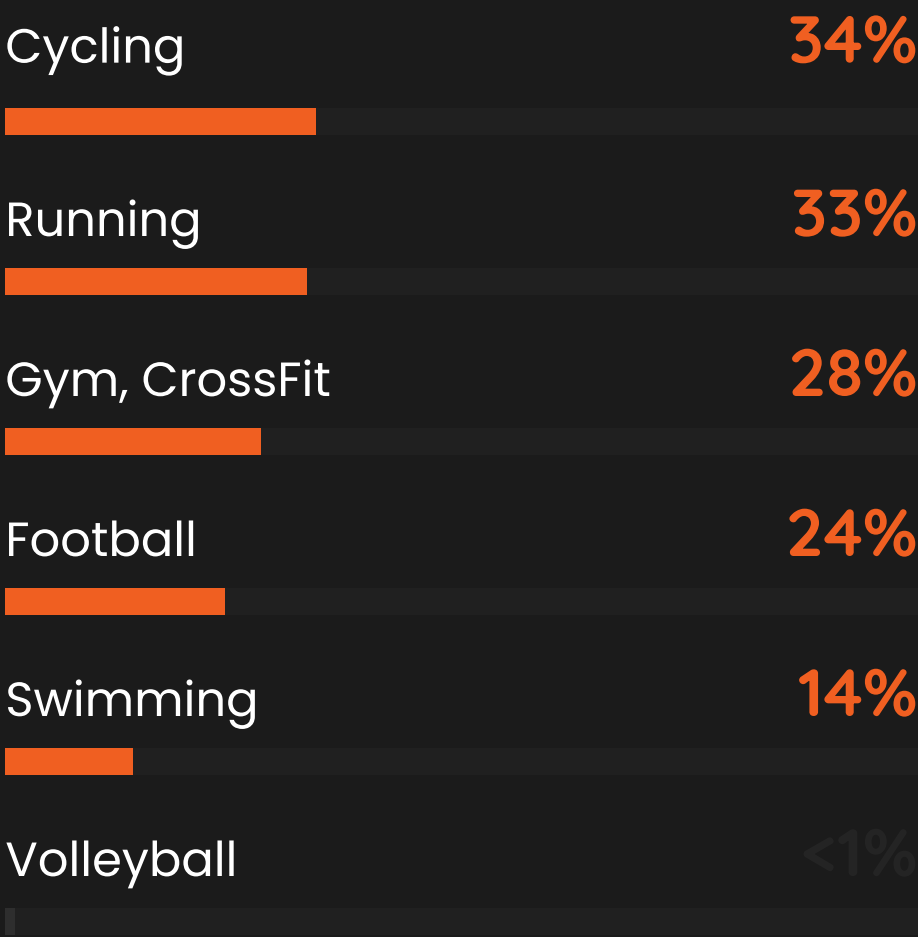 Cycling 34%
Running 33%
Gym, CrossFit 28%
Football 24%
Swimming 14%
Volleyball <1%